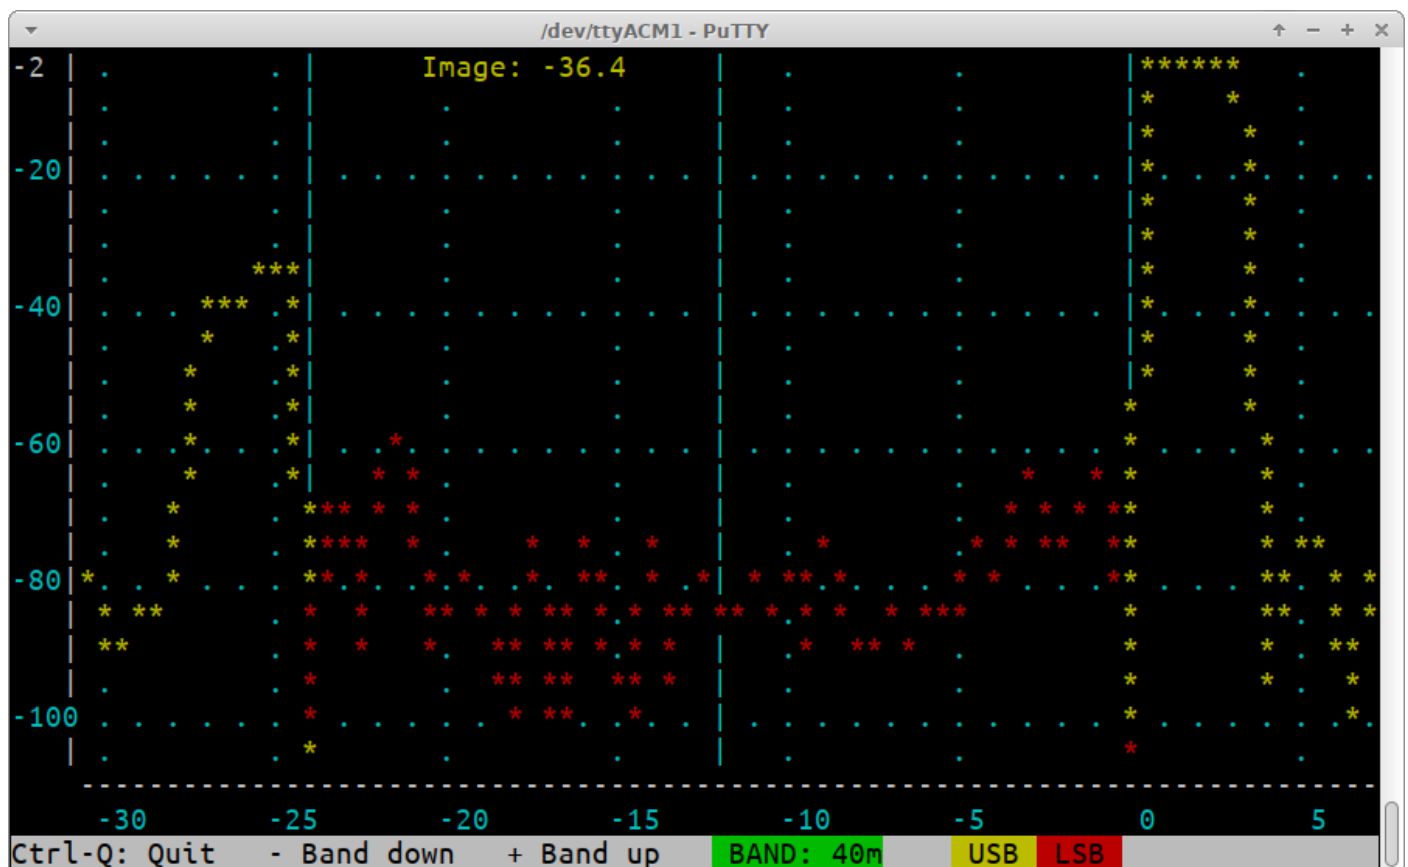 /dev/ttyACM1 - PuTTY
-2
Image: -36.4
-20
-40
-60
-80
-100
-30 -25 -20 -15 -10 -5 0 5
Ctrl-Q: Quit - Band down + Band up BAND: 40m USB LSB